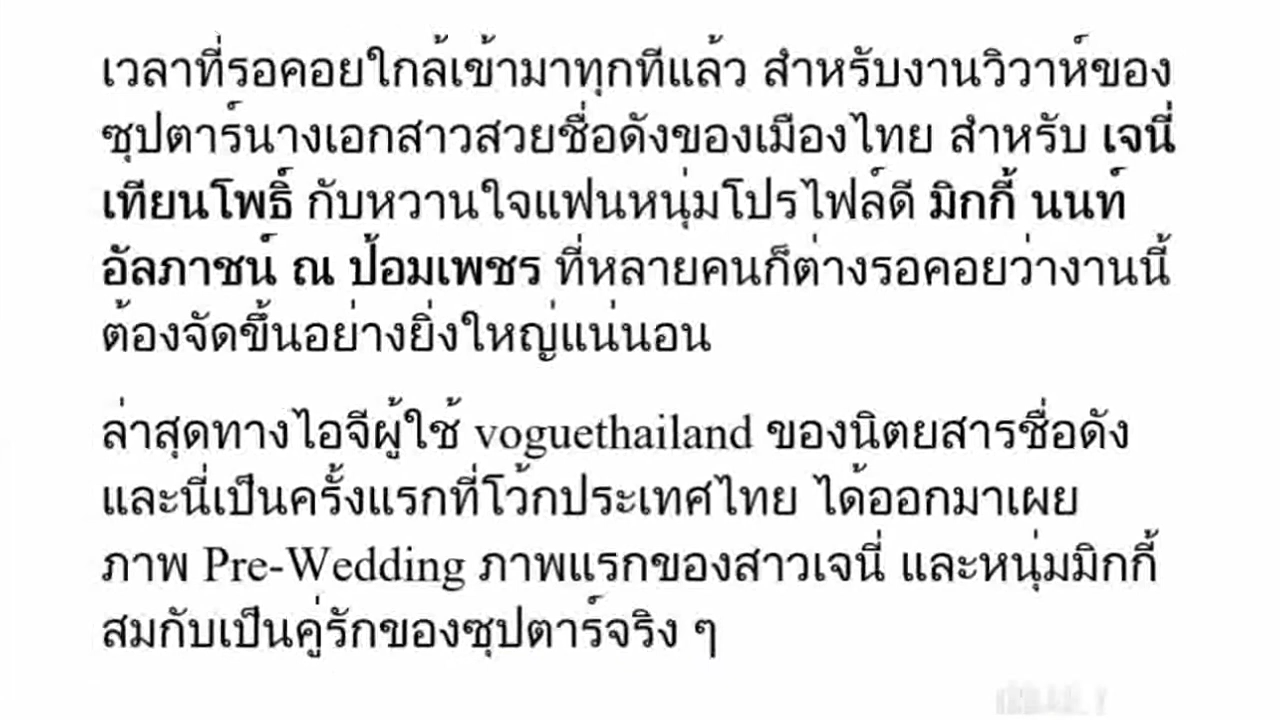 เวลาที่รอคอยใกล้เข้ามาทุกทีแล้ว สำหรับงานวิวาห์ของ
ซุปตาร์นางเอกสาวสวยชื่อดังของเมืองไทย สำหรับ เจนี่
เทียนโพธิ์ กับหวานใจแฟนหนุ่มโปรไฟล์ดี มิกกี้ นนท์
อัลภาชน์ ณ ป้อมเพชร ที่หลายคนก็ต่างรอคอยว่างานนี้
ต้องจัดขึ้นอย่างยิ่งใหญ่แน่นอน
ล่าสุดทางไอจีผู้ใช้ voguethailand ของนิตยสารชื่อดัง
และนี่เป็นครั้งแรกที่โว้กประเทศไทย ได้ออกมาเผย
ภาพ Pre-Wedding ภาพแรกของสาวเจนี่ และหนุ่มมิกกี้
สมกับเป็นคู่รักของซุปตาร์จริง ๆ